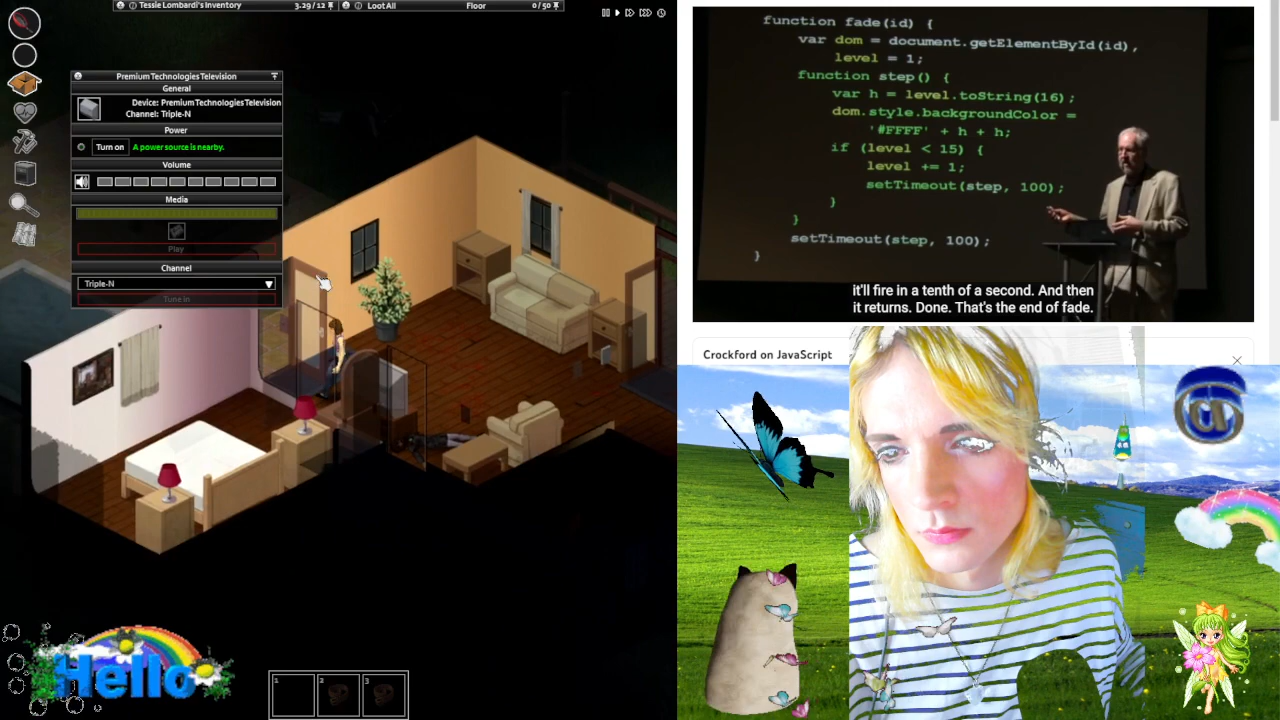 Tessie Lombardi's Inventory
3.29 / 12
Loot All
Floor
0 / 50
Premium Technologies Television
General
Device: Premium Technologies Television
Channel: Triple-N
Power
Turn on
A power source is nearby.
Volume
Media
Play
Channel
Triple-N
Tune in
1
2
3
Hello
function fade(id) {
var dom = document.getElementById(id),
level = 1;
function step() {
var h = level.toString(16);
dom.style.backgroundColor =
'#FFFF' + h + h;
if (level < 15) {
level += 1;
setTimeout(step, 100);
}
}
setTimeout(step, 100);
}
it'll fire in a tenth of a second. And then
it returns. Done. That's the end of fade.
Crockford on JavaScript
@